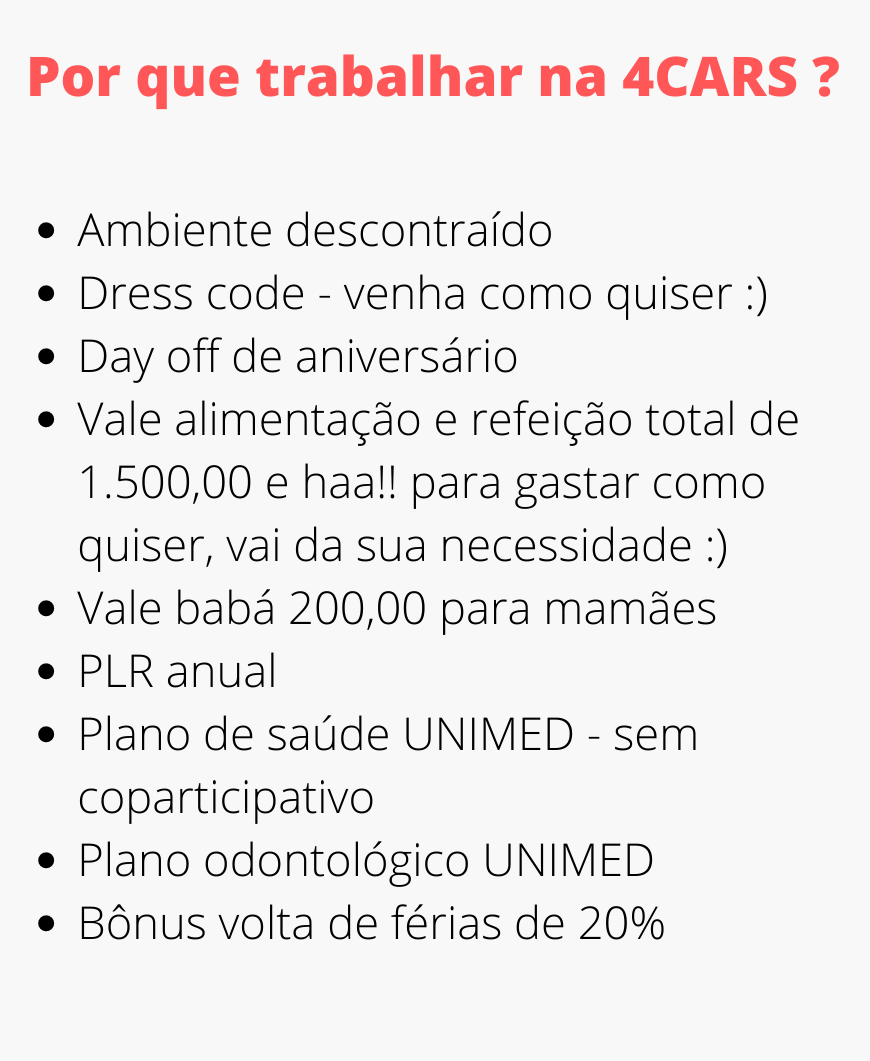 Por que trabalhar na 4CARS ?
• Ambiente descontraído
• Dress code - venha como quiser :)
• Day off de aniversário
• Vale alimentação e refeição total de
1.500,00 e haa!! para gastar como
quiser, vai da sua necessidade :)
• Vale babá 200,00 para mamães
• PLR anual
• Plano de saúde UNIMED - sem
coparticipativo
• Plano odontológico UNIMED
• Bônus volta de férias de 20%